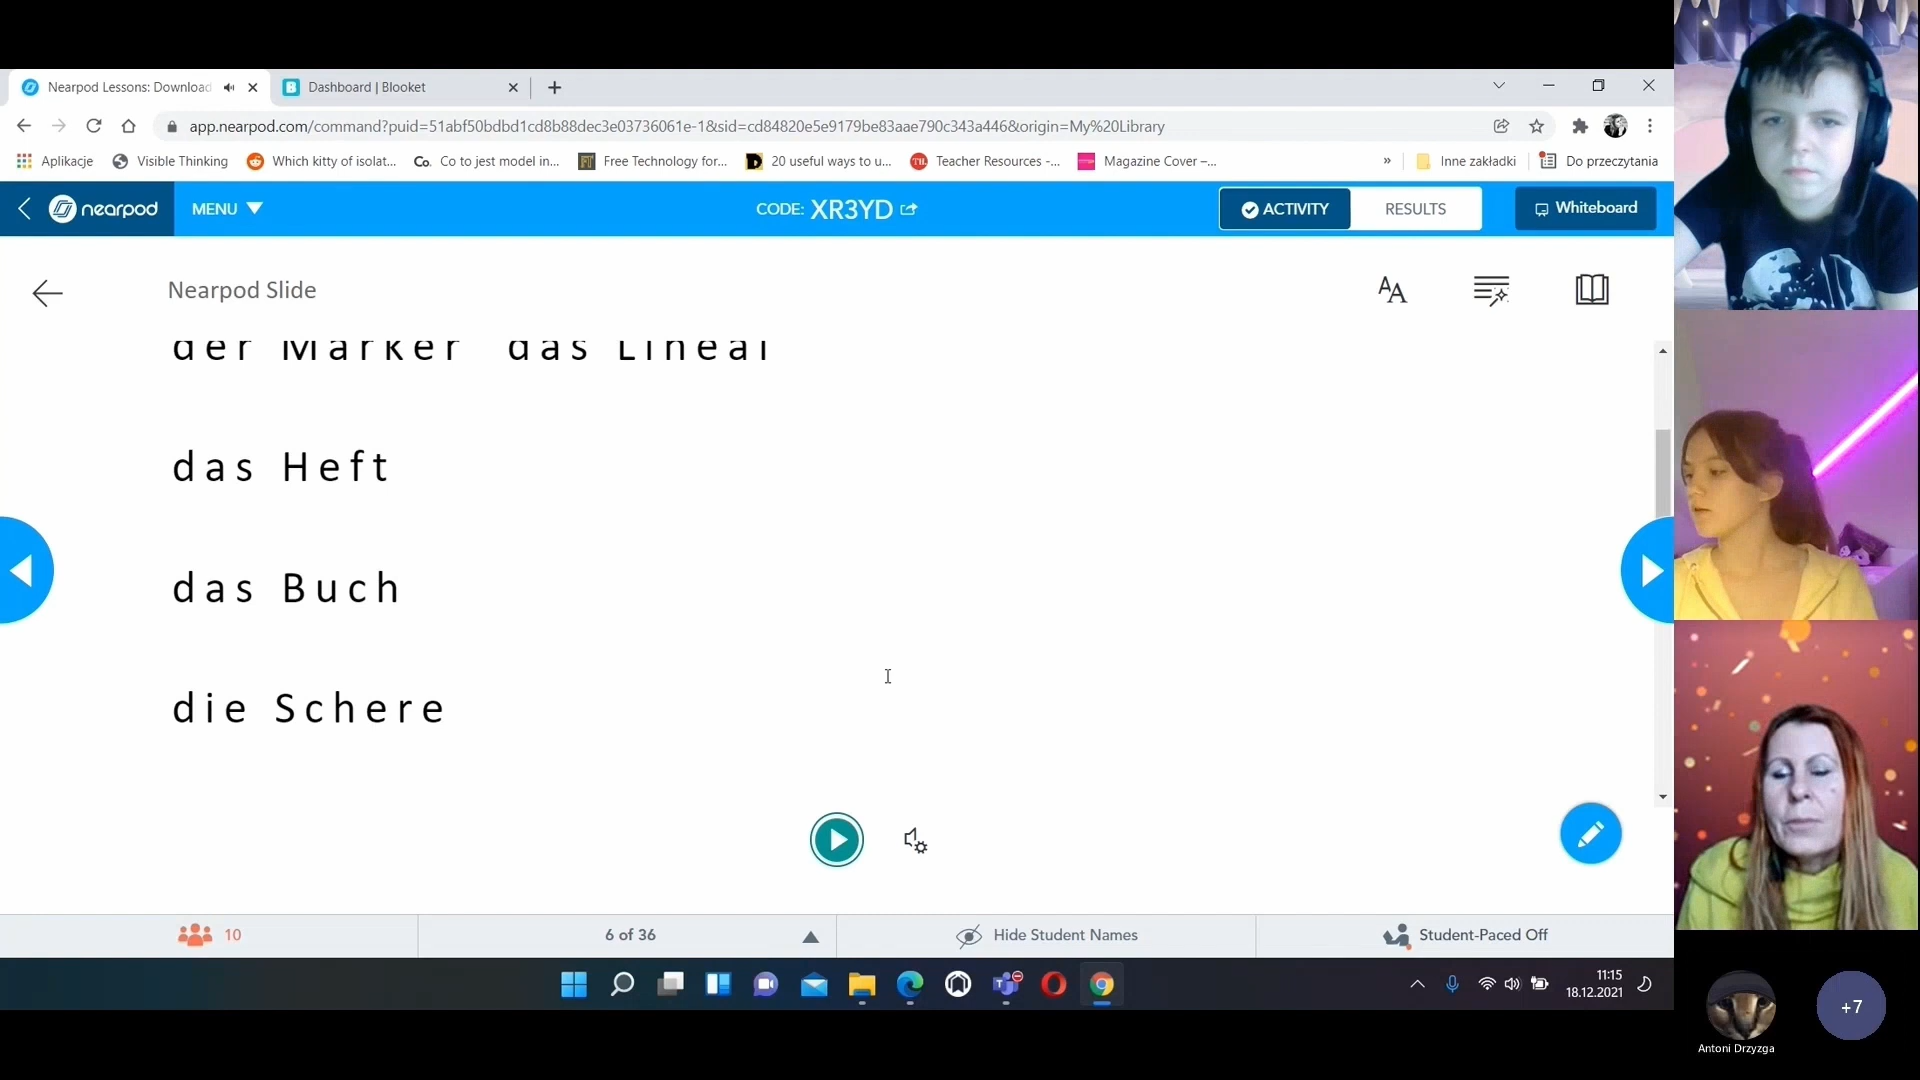 Nearpod Lessons: Download
Dashboard | Blooket
app.nearpod.com/command?puid=51abf50bdbd1cd8b88dec3e03736061e-1&sid=cd84820e5e9179be83aae790c343a446&origin=My%20Library
Aplikacje
Visible Thinking
Which kitty of isolat...
Co.
Co to jest model in...
FT
Free Technology for...
20 useful ways to u...
TH.
Teacher Resources -...
Magazine Cover –...
»
Inne zakładki
Do przeczytania
nearpod
MENU
CODE: XR3YD
ACTIVITY
RESULTS
Whiteboard
Nearpod Slide
AA
der Marker das Lineal
das Heft
das Buch
die Schere
10
6 of 36
Hide Student Names
Student-Paced Off
11:15
18.12.2021
Antoni Drzyzga
+7